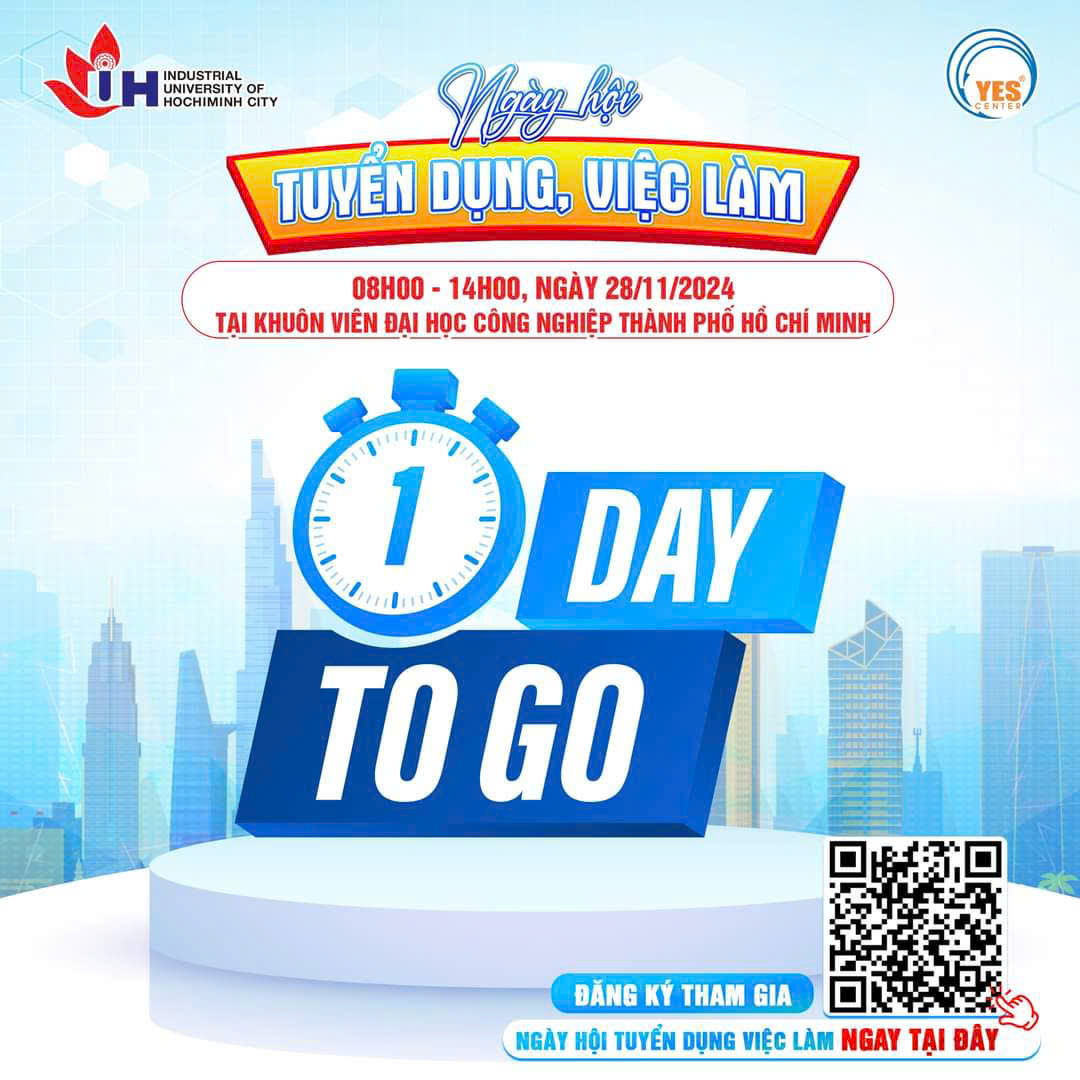 INDUSTRIAL
UNIVERSITY OF
HOCHIMINH CITY
IUH
YES
CENTER
Ngày hội
TUYỂN DỤNG, VIỆC LÀM
08H00 - 14H00, NGÀY 28/11/2024
TẠI KHUÔN VIÊN ĐẠI HỌC CÔNG NGHIỆP THÀNH PHỐ HỒ CHÍ MINH
1
DAY
TO GO
ĐĂNG KÝ THAM GIA
NGÀY HỘI TUYỂN DỤNG VIỆC LÀM NGAY TẠI ĐÂY